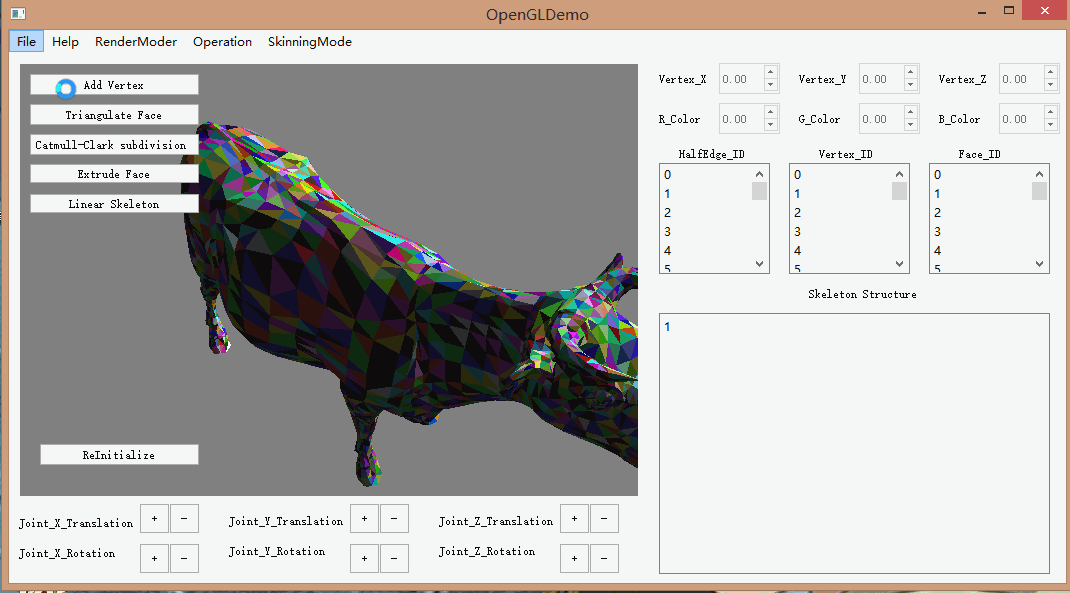 OpenGLDemo
File Help RenderModer Operation SkinningMode
Add Vertex
Triangulate Face
Catmull-Clark subdivision
Extrude Face
Linear Skeleton
ReInitialize
Vertex_X 0.00 Vertex_Y 0.00 Vertex_Z 0.00
R_Color 0.00 G_Color 0.00 B_Color 0.00
HalfEdge_ID Vertex_ID Face_ID
0 0 0
1 1 1
2 2 2
3 3 3
4 4 4
5 5 5
Skeleton Structure
1
Joint_X_Translation + - Joint_Y_Translation + - Joint_Z_Translation + -
Joint_X_Rotation + - Joint_Y_Rotation + - Joint_Z_Rotation + -